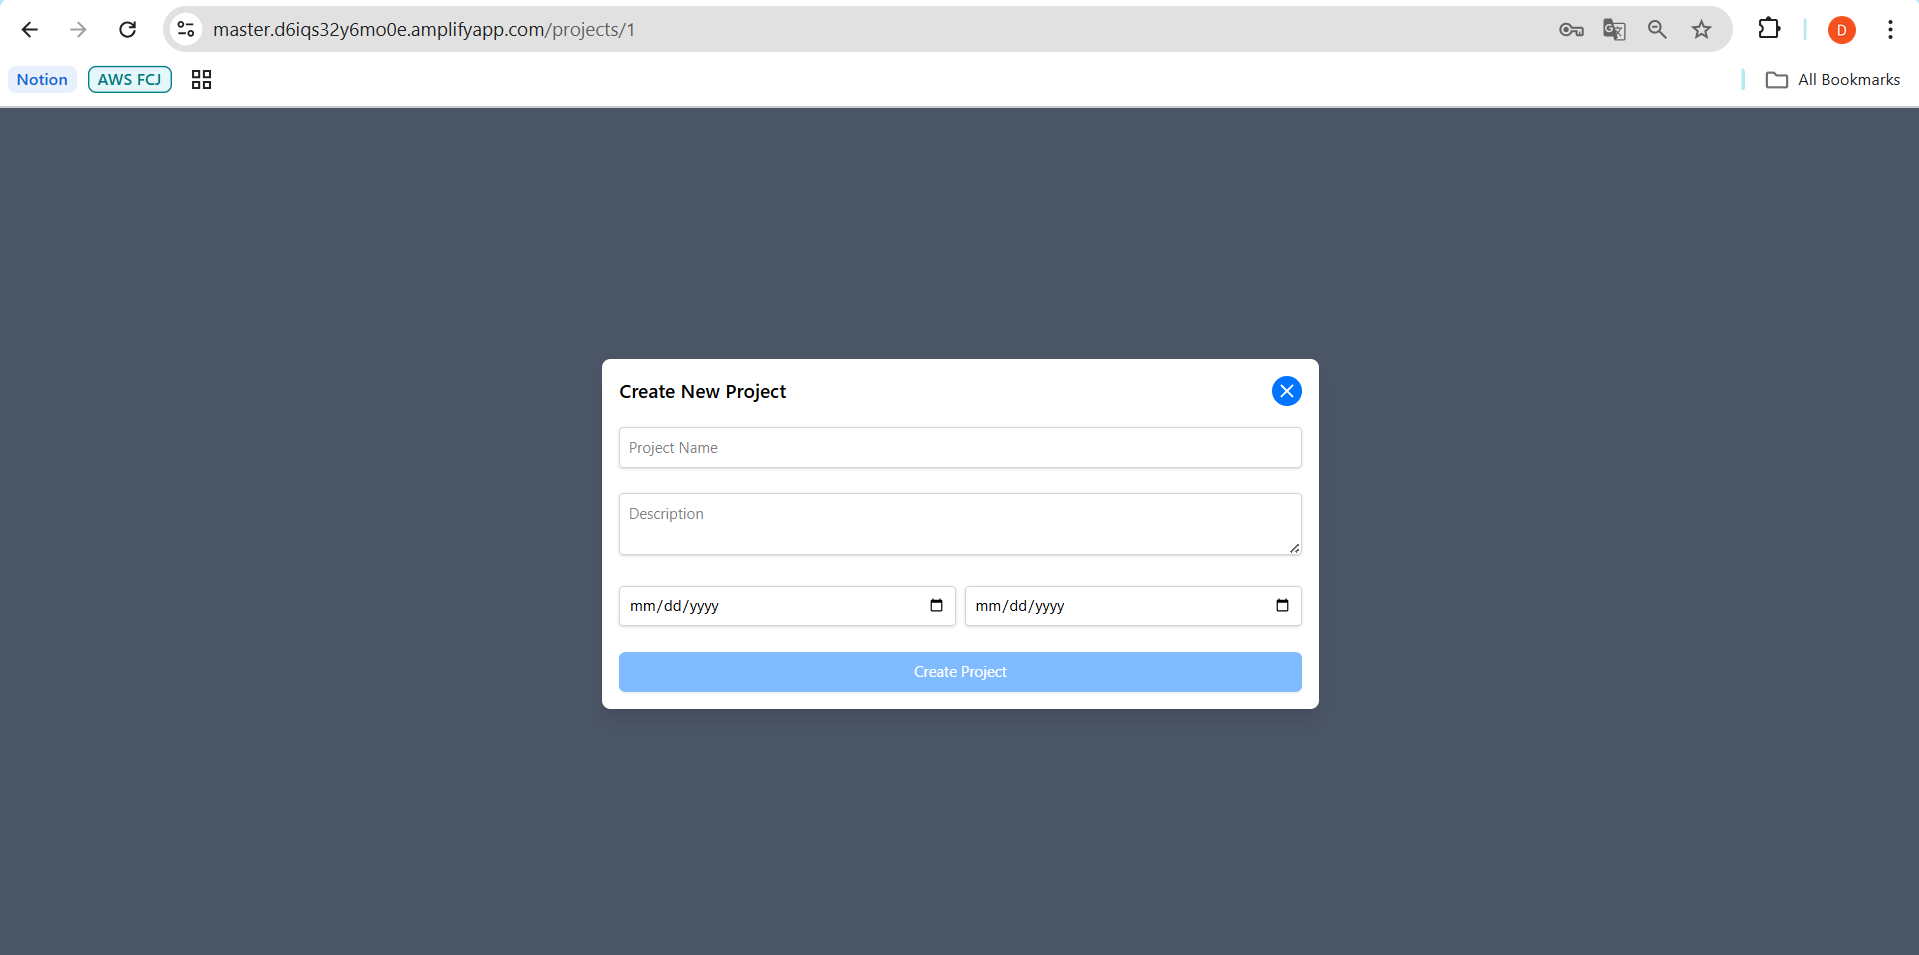 master.d6iqs32y6mo0e.amplifyapp.com/projects/1
D
Notion
AWS FCJ
All Bookmarks
Create New Project
Project Name
Description
mm/dd/yyyy
mm/dd/yyyy
Create Project